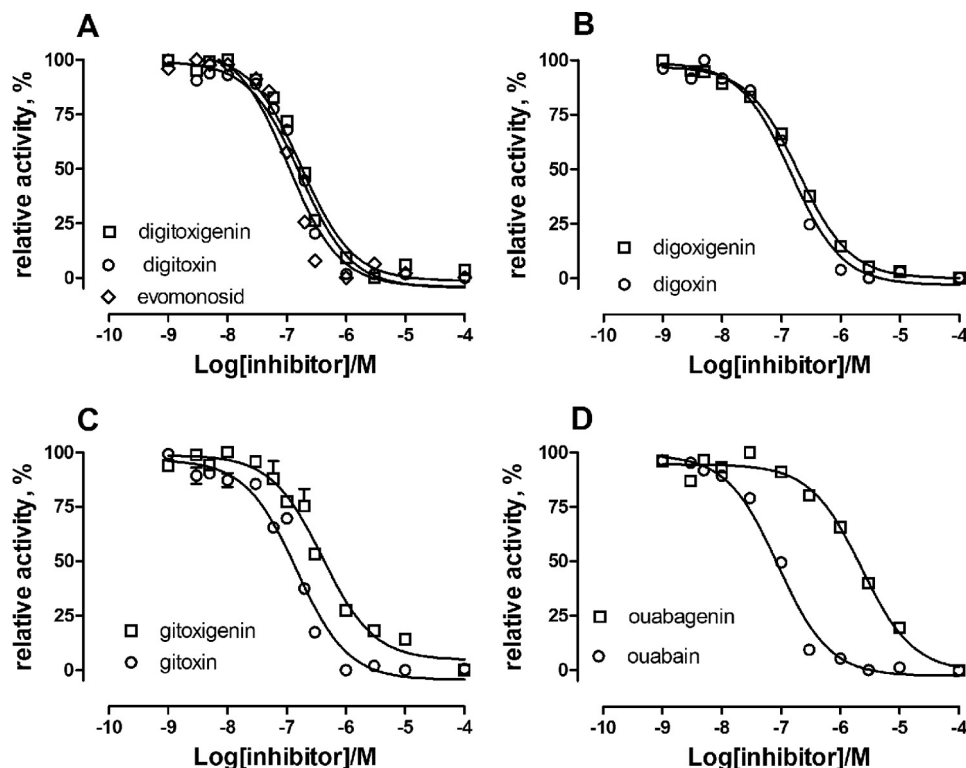 A
relative activity, %
100
75
50
25
0
digitoxigenin
digitoxin
evomonosid
-10 -9 -8 -7 -6 -5 -4
Log[inhibitor]/M
B
relative activity, %
100
75
50
25
0
digoxigenin
digoxin
-10 -9 -8 -7 -6 -5 -4
Log[inhibitor]/M
C
relative activity, %
100
75
50
25
0
gitoxigenin
gitoxin
-10 -9 -8 -7 -6 -5 -4
Log[inhibitor]/M
D
relative activity, %
100
75
50
25
0
ouabagenin
ouabain
-10 -9 -8 -7 -6 -5 -4
Log[inhibitor]/M